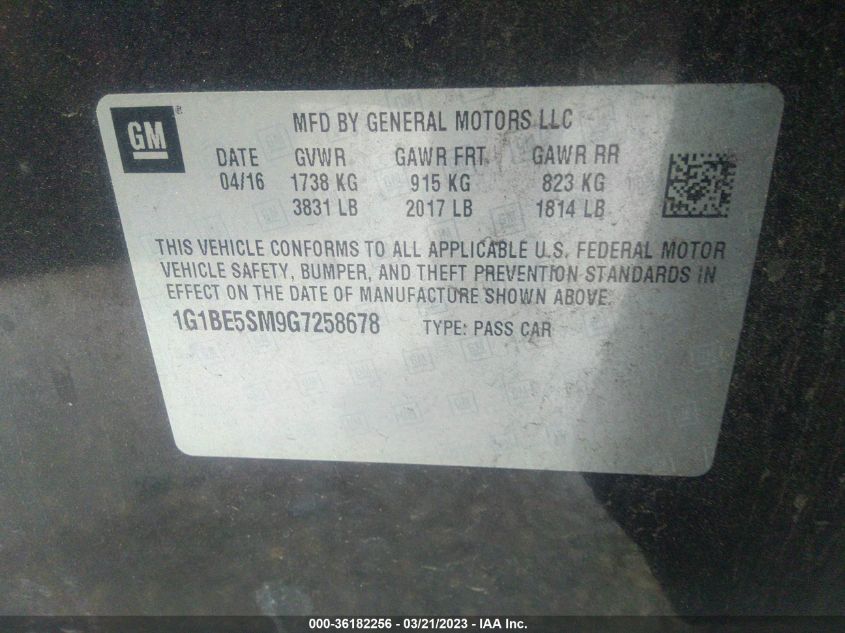 GM
MFD BY GENERAL MOTORS LLC
DATE GVWR GAWR FRT GAWR RR
04/16 1738 KG 915 KG 823 KG
3831 LB 2017 LB 1814 LB
THIS VEHICLE CONFORMS TO ALL APPLICABLE U.S. FEDERAL MOTOR
VEHICLE SAFETY, BUMPER, AND THEFT PREVENTION STANDARDS IN
EFFECT ON THE DATE OF MANUFACTURE SHOWN ABOVE.
1G1BE5SM9G7258678 TYPE: PASS CAR
000-36182256 - 03/21/2023 - IAA Inc.